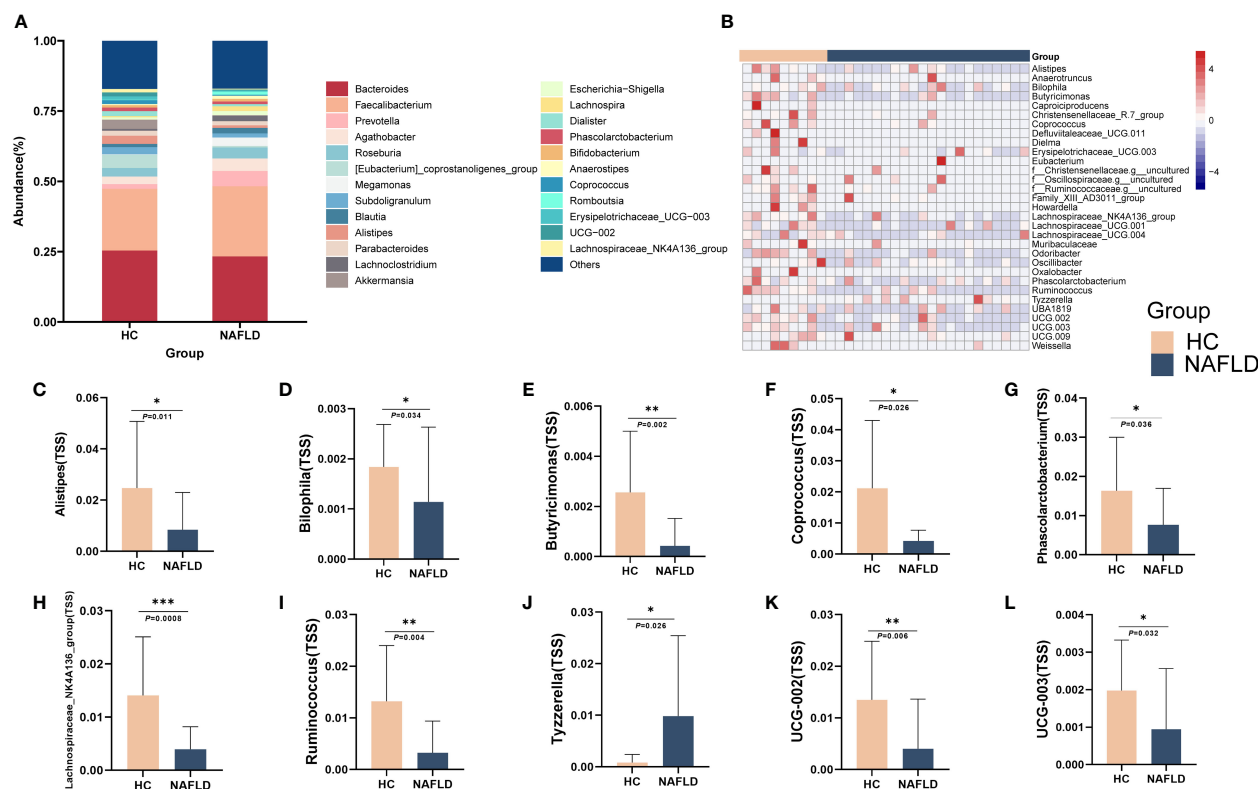 A
1.00
0.75
0.50
0.25
0.00
Abundance(%)
HC
NAFLD
Group
Bacteroides
Faecalibacterium
Prevotella
Agathobacter
Roseburia
[Eubacterium]_coprostanoligenes_group
Megamonas
Subdoligranulum
Blautia
Alistipes
Parabacteroides
Lachnoclostridium
Akkermansia
Escherichia−Shigella
Lachnospira
Dialister
Phascolarctobacterium
Bifidobacterium
Anaerostipes
Coprococcus
Romboutsia
Erysipelotrichaceae_UCG−003
UCG−002
Lachnospiraceae_NK4A136_group
Others
B
Group
Alistipes
Anaerotruncus
Bilophila
Butyricimonas
Caproiciproducens
Christensenellaceae_R.7_group
Coprococcus
Defluviitaleaceae_UCG.011
Dielma
Erysipelotrichaceae_UCG.003
Eubacterium
f__Christensenellaceae.g__uncultured
f__Oscillospiraceae.g__uncultured
f__Ruminococcaceae.g__uncultured
Family_XIII_AD3011_group
Howardella
Lachnospiraceae_NK4A136_group
Lachnospiraceae_UCG.001
Lachnospiraceae_UCG.004
Muribaculaceae
Odoribacter
Oscillibacter
Oxalobacter
Phascolarctobacterium
Ruminococcus
Tyzzerella
UBA1819
UCG.002
UCG.003
UCG.009
Weissella
4
0
−4
Group
HC
NAFLD
C
Alistipes(TSS)
0.06
0.04
0.02
0.00
*
P=0.011
HC
NAFLD
D
Bilophila(TSS)
0.003
0.002
0.001
0.000
*
P=0.034
HC
NAFLD
E
Butyricimonas(TSS)
0.006
0.004
0.002
0.000
**
P=0.002
HC
NAFLD
F
Coprococcus(TSS)
0.05
0.04
0.03
0.02
0.01
0.00
*
P=0.026
HC
NAFLD
G
Phascolarctobacterium(TSS)
0.04
0.03
0.02
0.01
0.00
*
P=0.036
HC
NAFLD
H
Lachnospiraceae_NK4A136_group(TSS)
0.03
0.02
0.01
0.00
***
P=0.0008
HC
NAFLD
I
Ruminococcus(TSS)
0.03
0.02
0.01
0.00
**
P=0.004
HC
NAFLD
J
Tyzzerella(TSS)
0.03
0.02
0.01
0.00
*
P=0.026
HC
NAFLD
K
UCG-002(TSS)
0.03
0.02
0.01
0.00
**
P=0.006
HC
NAFLD
L
UCG-003(TSS)
0.004
0.003
0.002
0.001
0.000
*
P=0.032
HC
NAFLD